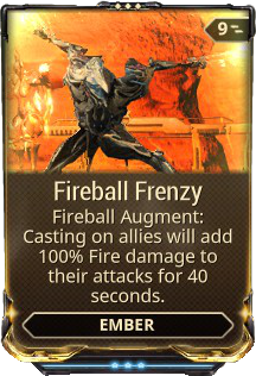 9
Fireball Frenzy
Fireball Augment:
Casting on allies will add
100% Fire damage to
their attacks for 40
seconds.
EMBER